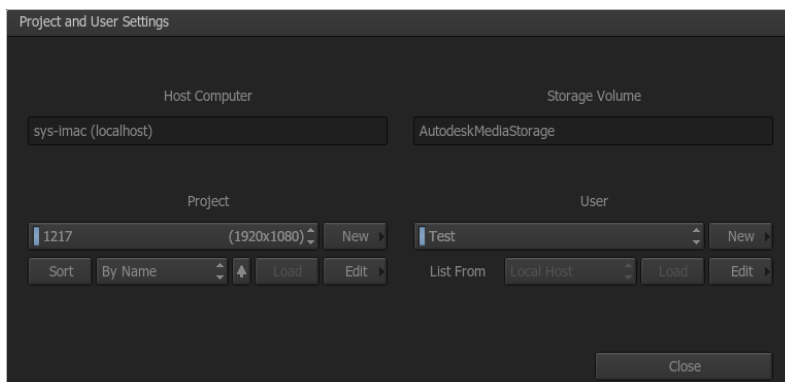 Project and User Settings
Host Computer
Storage Volume
sys-imac (localhost)
AutodeskMediaStorage
Project
User
1217 (1920x1080) New
Test New
Sort By Name Load Edit
List From Local Host Load Edit
Close